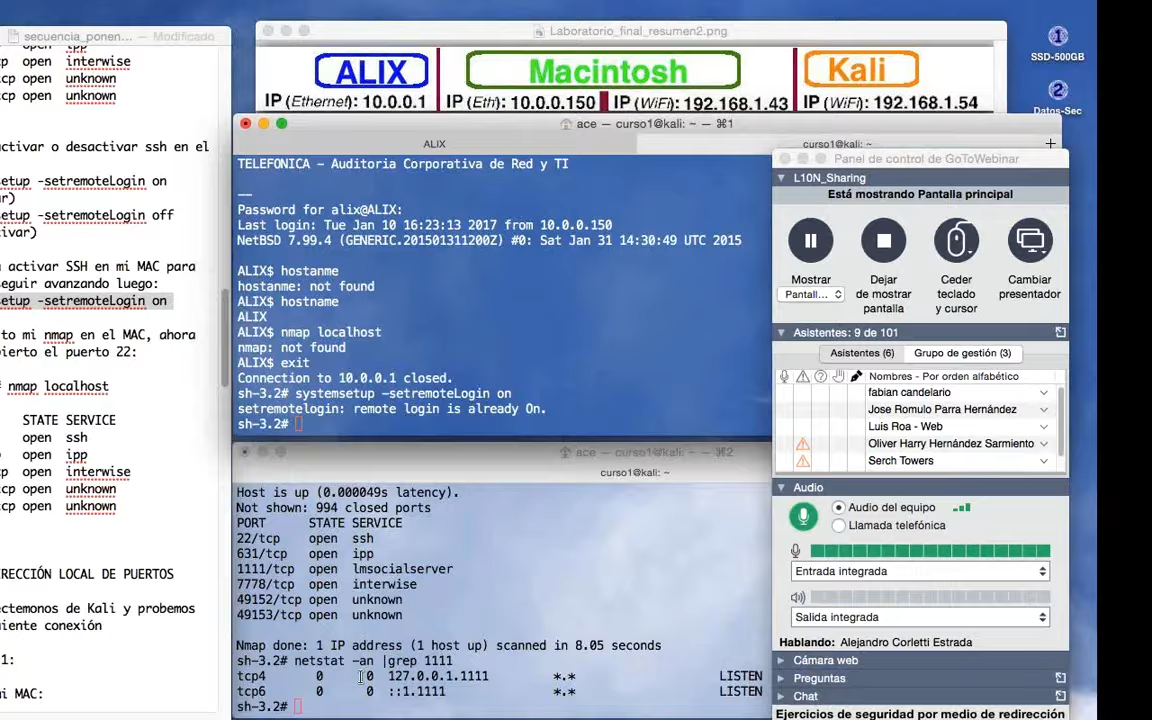 secuencia_ponen... — Modificado
open ipp
tcp open interwise
tcp open unknown
tcp open unknown
activar o desactivar ssh en el
setup -setremoteLogin on
ar)
setup -setremoteLogin off
tivar)
a activar SSH en mi MAC para
seguir avanzando luego:
setup -setremoteLogin on
to mi nmap en el MAC, ahora
bierto el puerto 22:
# nmap localhost
STATE SERVICE
open ssh
cp open ipp
cp open interwise
cp open unknown
cp open unknown
DIRECCIÓN LOCAL DE PUERTOS
ectemonos de Kali y probemos
uiente conexión
1:
mi MAC:
Laboratorio_final_resumen2.png
ALIX
Macintosh
Kali
IP (Ethernet): 10.0.0.1
IP (Eth): 10.0.0.150
IP (WiFi): 192.168.1.43
IP (WiFi): 192.168.1.54
SSD-500GB
Datos-Sec
ace — curso1@kali: ~ — ⌘1
ALIX
curso1@kali: ~
TELEFONICA - Auditoria Corporativa de Red y TI
__
Password for alix@ALIX:
Last login: Tue Jan 10 16:23:13 2017 from 10.0.0.150
NetBSD 7.99.4 (GENERIC.201501311200Z) #0: Sat Jan 31 14:30:49 UTC 2015
ALIX$ hostanme
hostanme: not found
ALIX$ hostname
ALIX
ALIX$ nmap localhost
nmap: not found
ALIX$ exit
Connection to 10.0.0.1 closed.
sh-3.2# systemsetup -setremoteLogin on
setremotelogin: remote login is already On.
sh-3.2#
ace — curso1@kali: ~ — ⌘2
curso1@kali: ~
Host is up (0.000049s latency).
Not shown: 994 closed ports
PORT STATE SERVICE
22/tcp open ssh
631/tcp open ipp
1111/tcp open lmsocialserver
7778/tcp open interwise
49152/tcp open unknown
49153/tcp open unknown
Nmap done: 1 IP address (1 host up) scanned in 8.05 seconds
sh-3.2# netstat -an |grep 1111
tcp4 0 0 127.0.0.1.1111 *.* LISTEN
tcp6 0 0 ::1.1111 *.* LISTEN
sh-3.2#
Panel de control de GoToWebinar
L10N_Sharing
Está mostrando Pantalla principal
Mostrar
Pantall...
Dejar
de mostrar
pantalla
Ceder
teclado
y cursor
Cambiar
presentador
Asistentes: 9 de 101
Asistentes (6)
Grupo de gestión (3)
Nombres - Por orden alfabético
fabian candelario
Jose Romulo Parra Hernández
Luis Roa - Web
Oliver Harry Hernández Sarmiento
Serch Towers
Audio
Audio del equipo
Llamada telefónica
Entrada integrada
Salida integrada
Hablando: Alejandro Corletti Estrada
Cámara web
Preguntas
Chat
Ejercicios de seguridad por medio de redirección